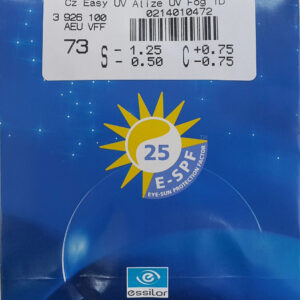 Cz Easy UV Alize UV Fog 1D
0214010472
3 926 100
AEU VFF
73 S - 1.25 C +0.75
S - 0.50 C -0.75
25
E-SPF
EYE-SUN PROTECTION FACTOR
essilor